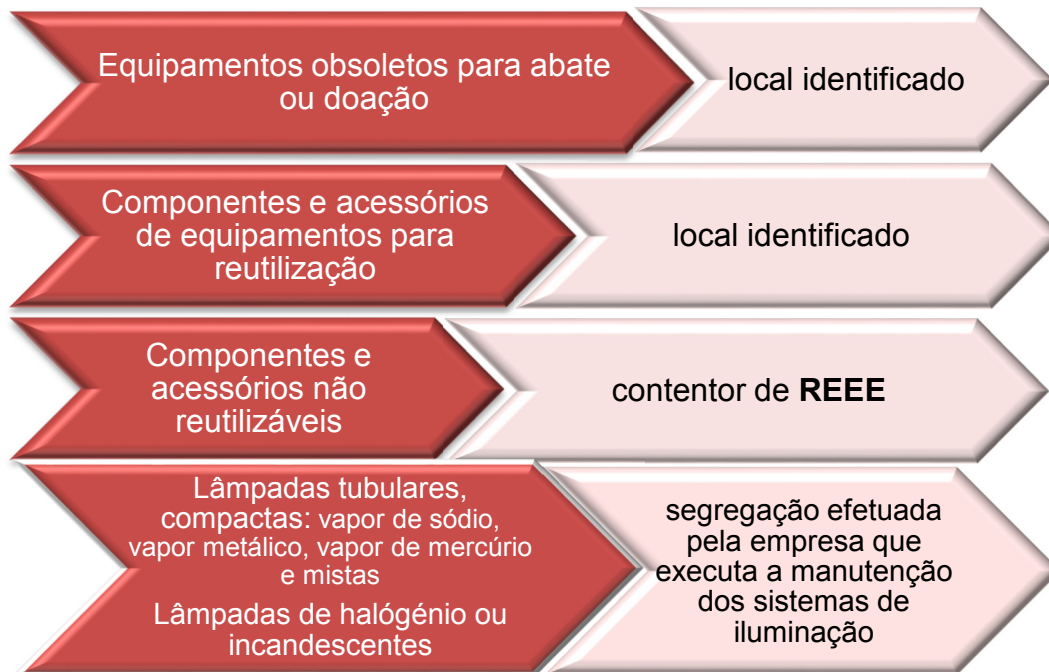 Equipamentos obsoletos para abate
ou doação
local identificado
Componentes e acessórios
de equipamentos para
reutilização
local identificado
Componentes e
acessórios não
reutilizáveis
contentor de REEE
Lâmpadas tubulares,
compactas: vapor de sódio,
vapor metálico, vapor de mercúrio
e mistas
Lâmpadas de halógénio ou
incandescentes
segregação efetuada
pela empresa que
executa a manutenção
dos sistemas de
iluminação